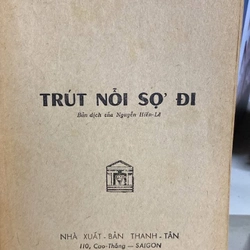 TRÚT NỖI SỢ ĐI
Bản dịch của Nguyễn Hiến-Lê
NHÀ XUẤT-BẢN THANH-TÂN
110, Cao-Thắng — SAIGON